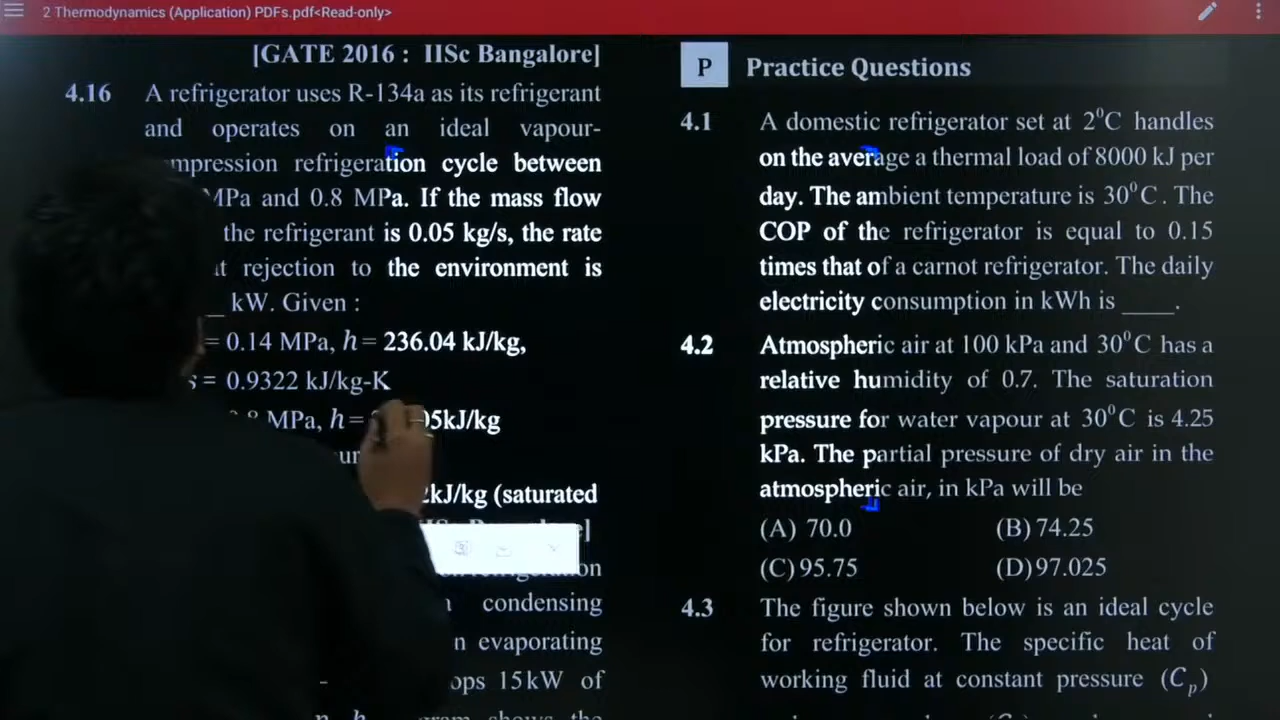 2 Thermodynamics (Application) PDFs.pdf<Read-only>
[GATE 2016 : IISc Bangalore]
4.16 A refrigerator uses R-134a as its refrigerant
and operates on an ideal vapour-
mpression refrigeration cycle between
MPa and 0.8 MPa. If the mass flow
the refrigerant is 0.05 kg/s, the rate
rejection to the environment is
__ kW. Given :
= 0.14 MPa, h = 236.04 kJ/kg,
s = 0.9322 kJ/kg-K
MPa, h =
05kJ/kg
2kJ/kg (saturated
condensing
n evaporating
ops 15kW of
P Practice Questions
4.1 A domestic refrigerator set at 2⁰C handles
on the average a thermal load of 8000 kJ per
day. The ambient temperature is 30⁰C. The
COP of the refrigerator is equal to 0.15
times that of a carnot refrigerator. The daily
electricity consumption in kWh is ____.
4.2 Atmospheric air at 100 kPa and 30⁰C has a
relative humidity of 0.7. The saturation
pressure for water vapour at 30⁰C is 4.25
kPa. The partial pressure of dry air in the
atmospheric air, in kPa will be
(A) 70.0 (B) 74.25
(C) 95.75 (D) 97.025
4.3 The figure shown below is an ideal cycle
for refrigerator. The specific heat of
working fluid at constant pressure (Cp)